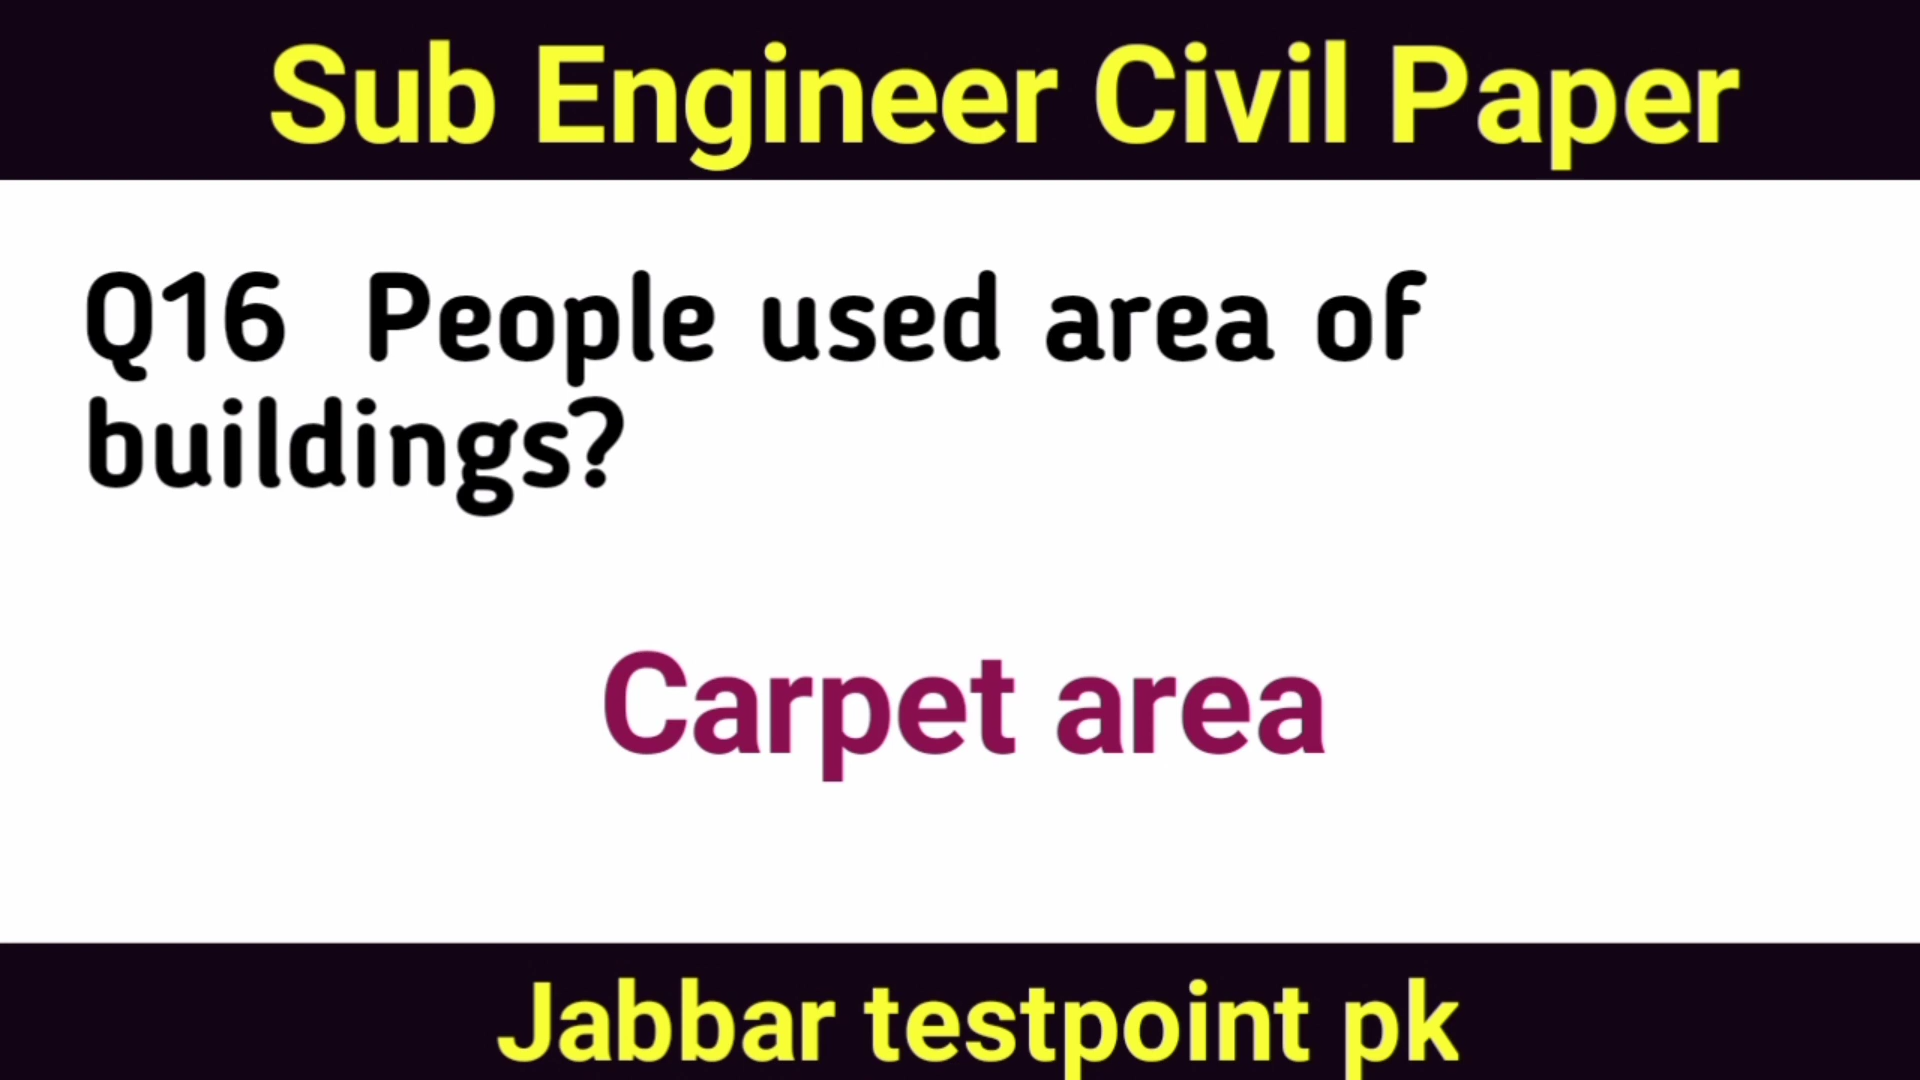 Sub Engineer Civil Paper
Q16 People used area of
buildings?
Carpet area
Jabbar testpoint pk